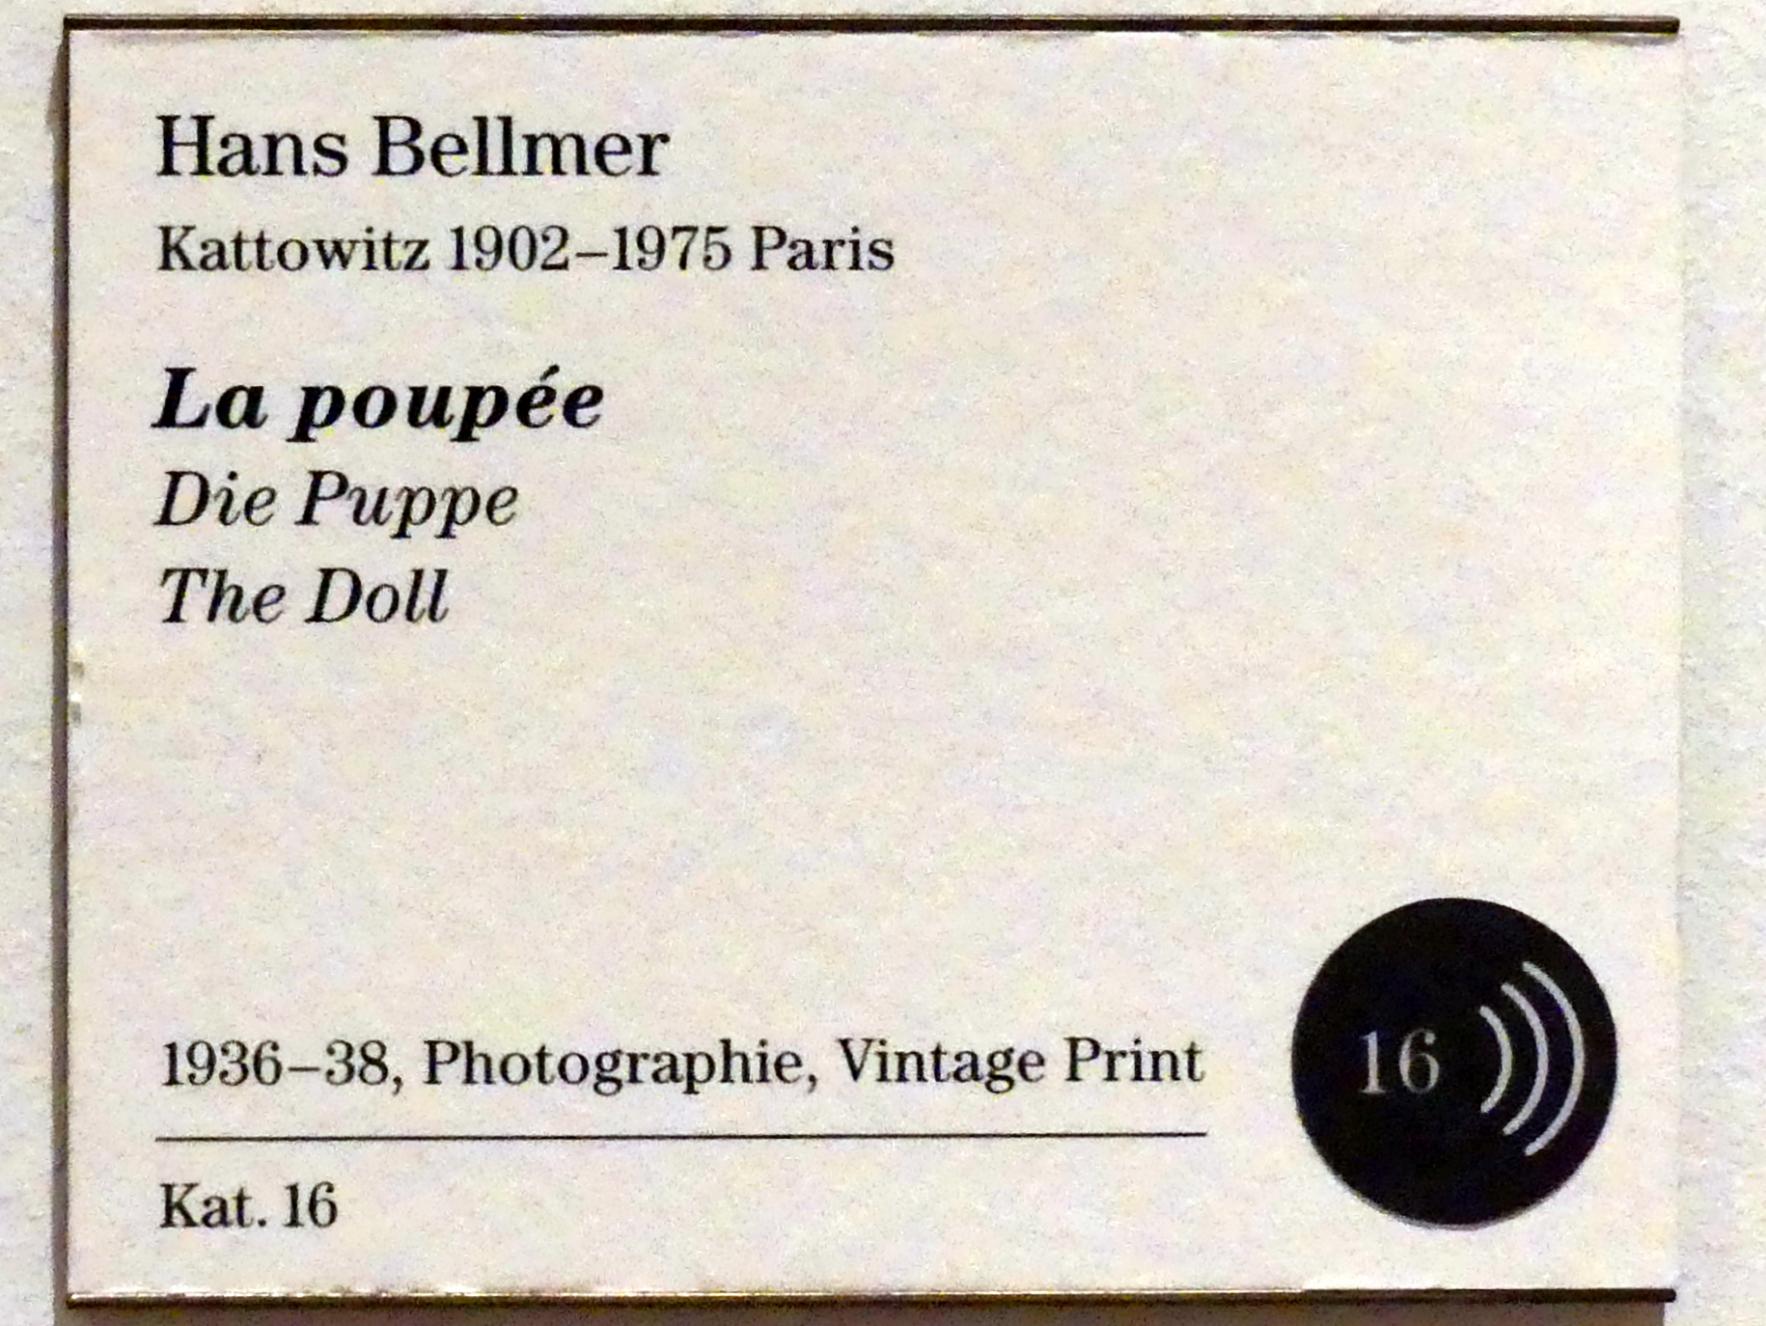 Hans Bellmer
Kattowitz 1902–1975 Paris
La poupée
Die Puppe
The Doll
1936–38, Photographie, Vintage Print
16
Kat. 16